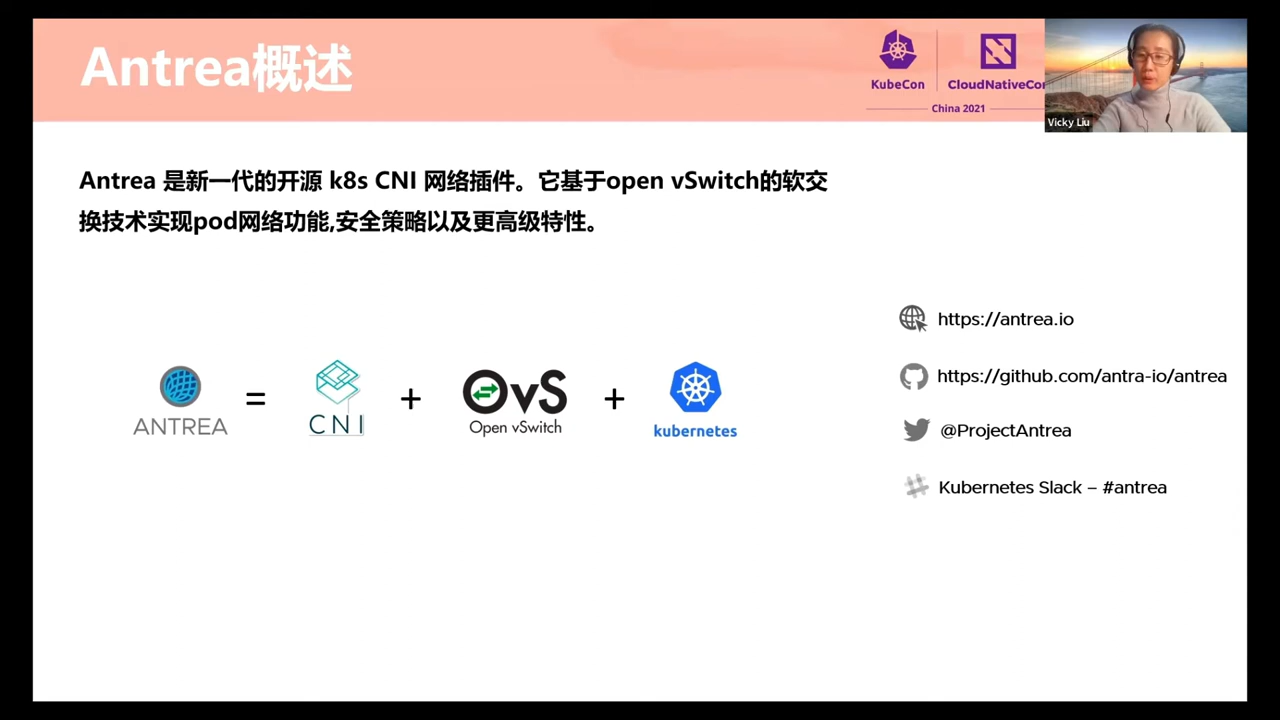 Antrea概述
KubeCon
CloudNativeCon
China 2021
Vicky Liu
Antrea 是新一代的开源 k8s CNI 网络插件。它基于open vSwitch的软交
换技术实现pod网络功能,安全策略以及更高级特性。
ANTREA
=
CNI
+
OvS
Open vSwitch
+
kubernetes
https://antrea.io
https://github.com/antra-io/antrea
@ProjectAntrea
Kubernetes Slack – #antrea